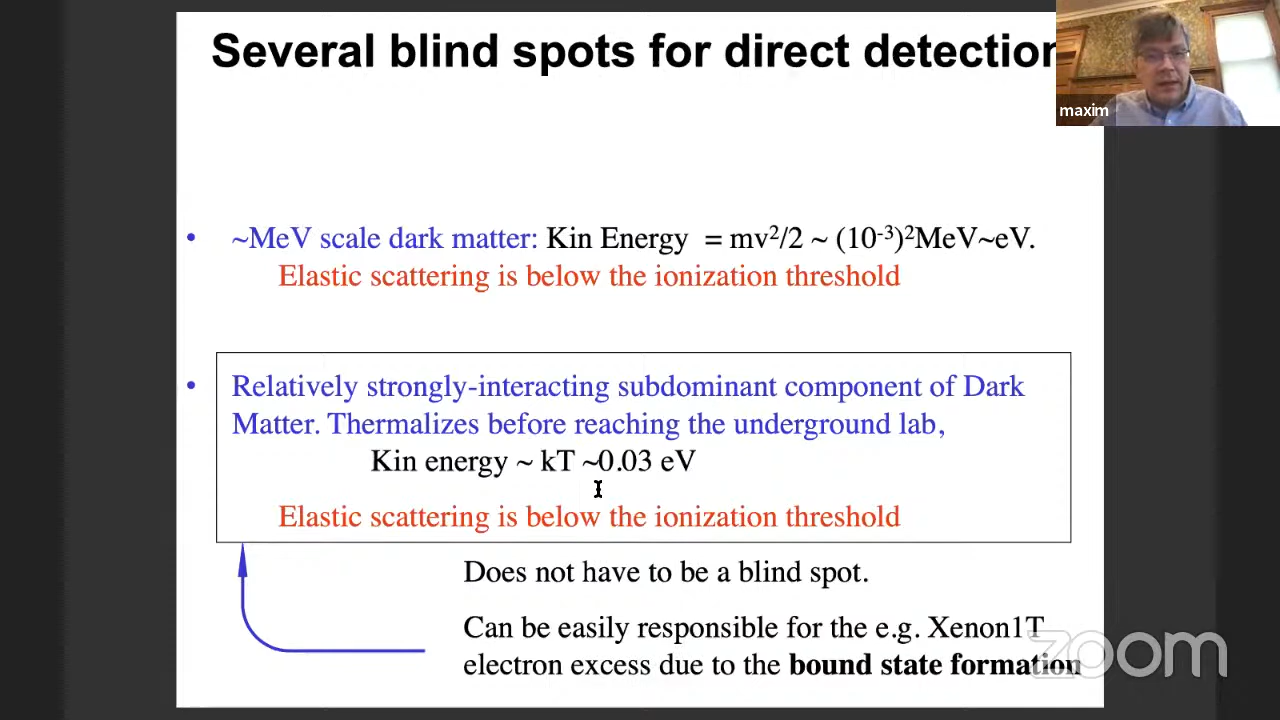 Several blind spots for direct detection
maxim
• ~MeV scale dark matter: Kin Energy = mv²/2 ~ (10⁻³)²MeV~eV.
Elastic scattering is below the ionization threshold
• Relatively strongly-interacting subdominant component of Dark
Matter. Thermalizes before reaching the underground lab,
Kin energy ~ kT ~0.03 eV
Elastic scattering is below the ionization threshold
Does not have to be a blind spot.
Can be easily responsible for the e.g. Xenon1T
electron excess due to the bound state formation
zoom